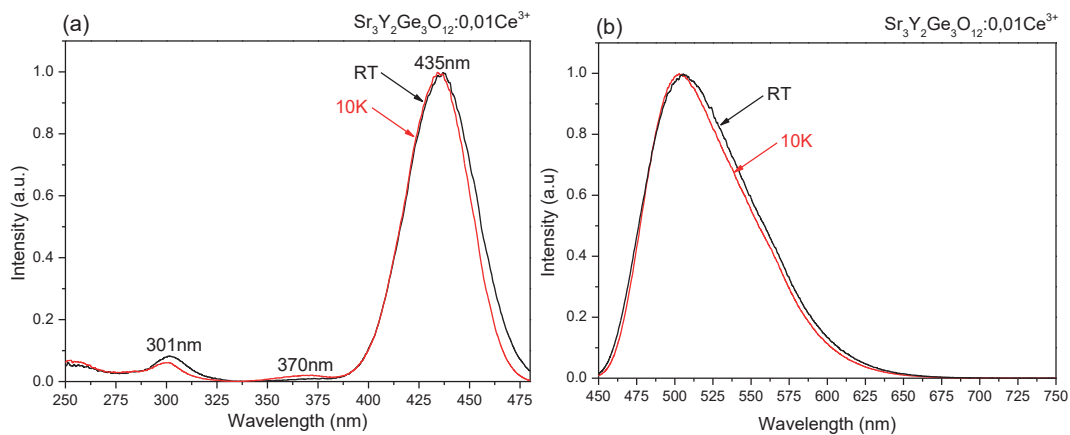 (a)
Sr₃Y₂Ge₃O₁₂:0,01Ce³⁺
435nm
RT
10K
301nm
370nm
Intensity (a.u.)
1.0
0.8
0.6
0.4
0.2
0.0
250 275 300 325 350 375 400 425 450 475
Wavelength (nm)
(b)
Sr₃Y₂Ge₃O₁₂:0,01Ce³⁺
RT
10K
Intensity (a.u)
1.0
0.8
0.6
0.4
0.2
0.0
450 475 500 525 550 575 600 625 650 675 700 725 750
Wavelength (nm)